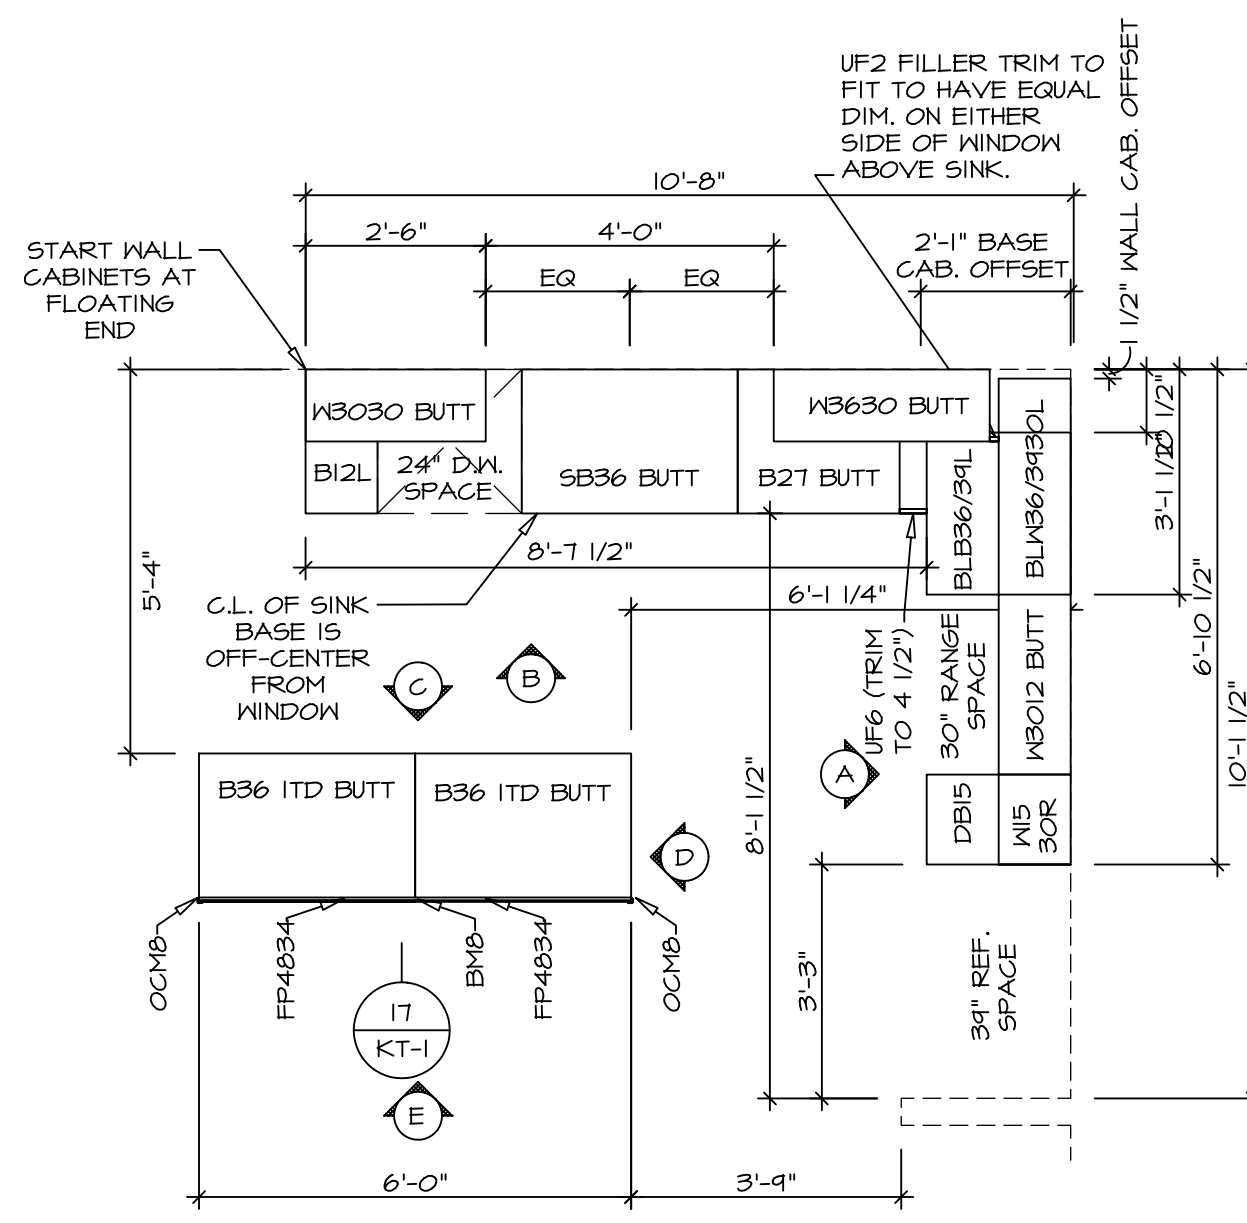 UF2 FILLER TRIM TO
FIT TO HAVE EQUAL
DIM. ON EITHER
SIDE OF WINDOW
ABOVE SINK.
1 1/2" WALL CAB. OFFSET
10'-8"
2'-6"
4'-0"
2'-1" BASE
CAB. OFFSET
EQ
EQ
START WALL
CABINETS AT
FLOATING
END
W3030 BUTT
W3630 BUTT
B12L
24" D.W.
SPACE
SB36 BUTT
B27 BUTT
BLB36/39L
BLW36/3930L
10 1/2"
3'-1 1/2"
8'-7 1/2"
5'-4"
C.L. OF SINK
BASE IS
OFF-CENTER
FROM
WINDOW
6'-1 1/4"
6'-10 1/2"
10'-1 1/2"
C
B
UF6 (TRIM
TO 4 1/2")
30" RANGE
SPACE
W3012 BUTT
A
B36 1TD BUTT
B36 1TD BUTT
8'-1 1/2"
DB15
W15
30R
D
OCM8
FP4834
BM8
FP4834
OCM8
3'-3"
39" REF.
SPACE
17
KT-1
E
6'-0"
3'-9"